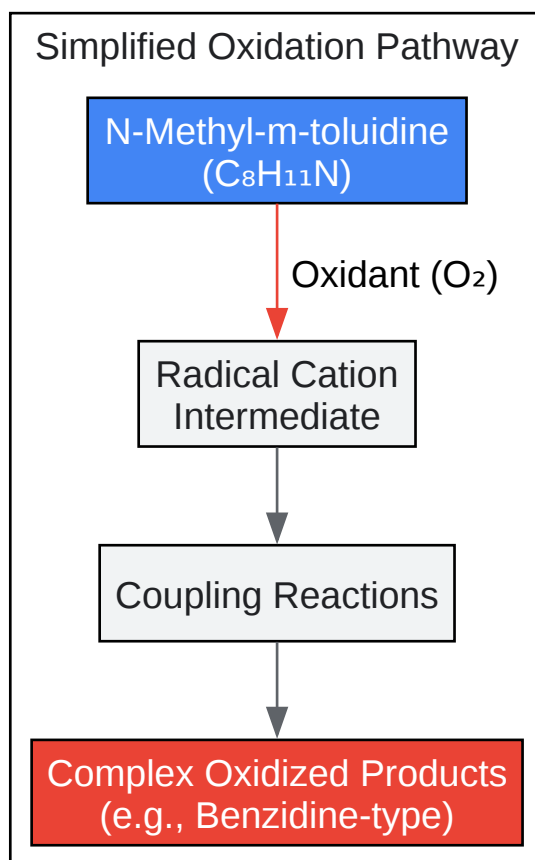 Simplified Oxidation Pathway
N-Methyl-m-toluidine
(C₈H₁₁N)
Oxidant (O₂)
Radical Cation
Intermediate
Coupling Reactions
Complex Oxidized Products
(e.g., Benzidine-type)